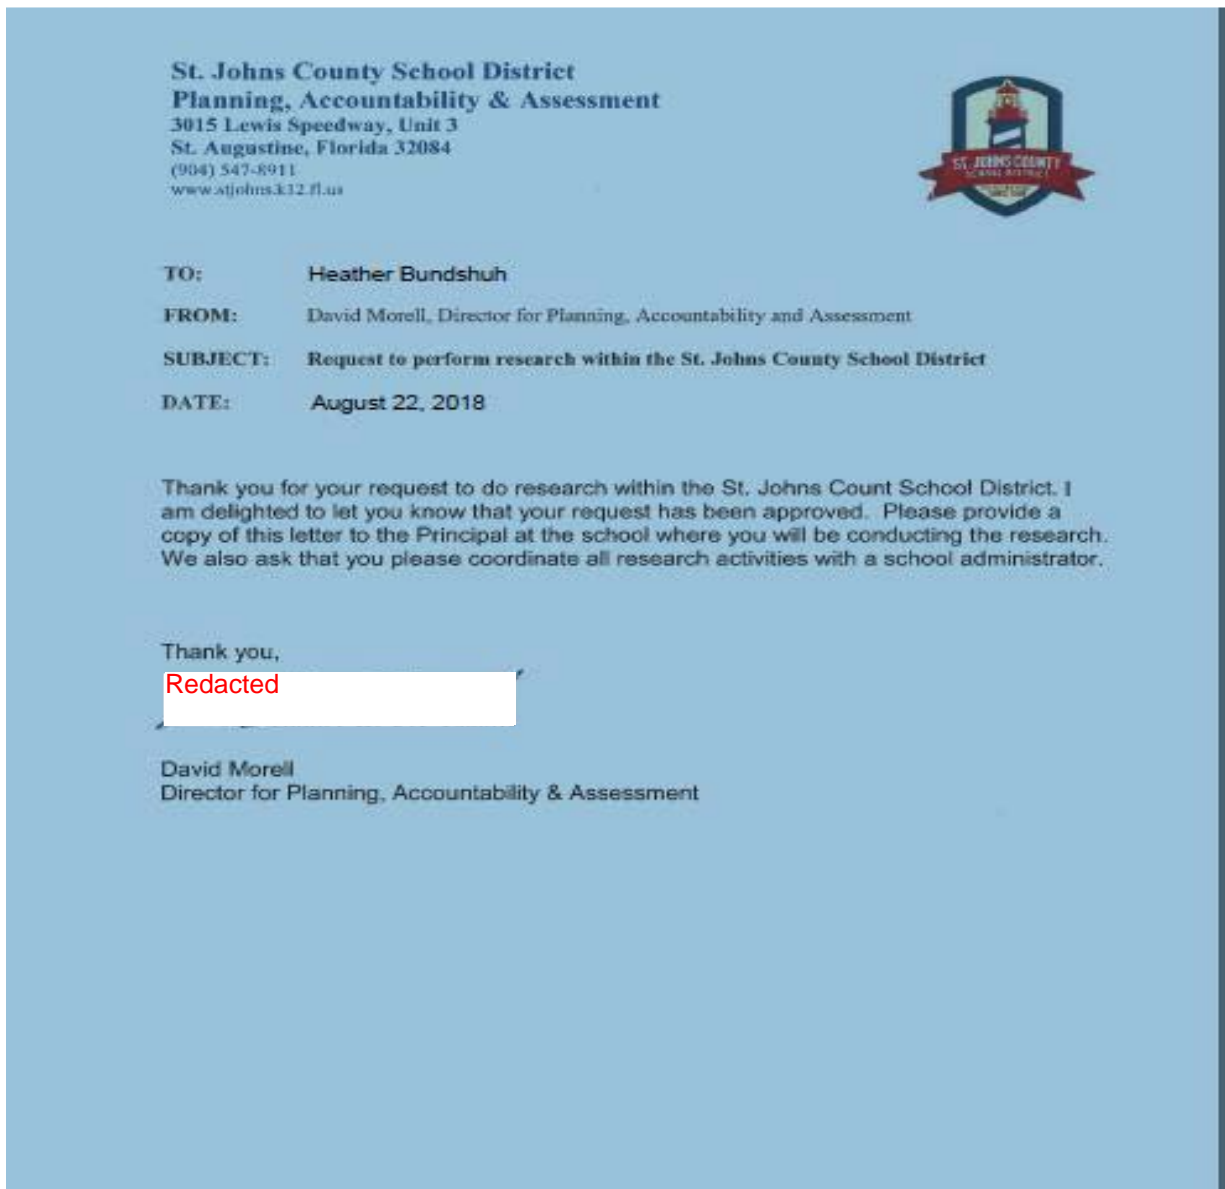 St. Johns County School District
Planning, Accountability & Assessment
3015 Lewis Speedway, Unit 3
St. Augustine, Florida 32084
(904) 547-8911
www.stjohns.k12.fl.us
ST. JOHNS COUNTY
SCHOOL DISTRICT
TO: Heather Bundshuh
FROM: David Morell, Director for Planning, Accountability and Assessment
SUBJECT: Request to perform research within the St. Johns County School District
DATE: August 22, 2018
Thank you for your request to do research within the St. Johns Count School District. I
am delighted to let you know that your request has been approved. Please provide a
copy of this letter to the Principal at the school where you will be conducting the research.
We also ask that you please coordinate all research activities with a school administrator.
Thank you,
Redacted
David Morell
Director for Planning, Accountability & Assessment